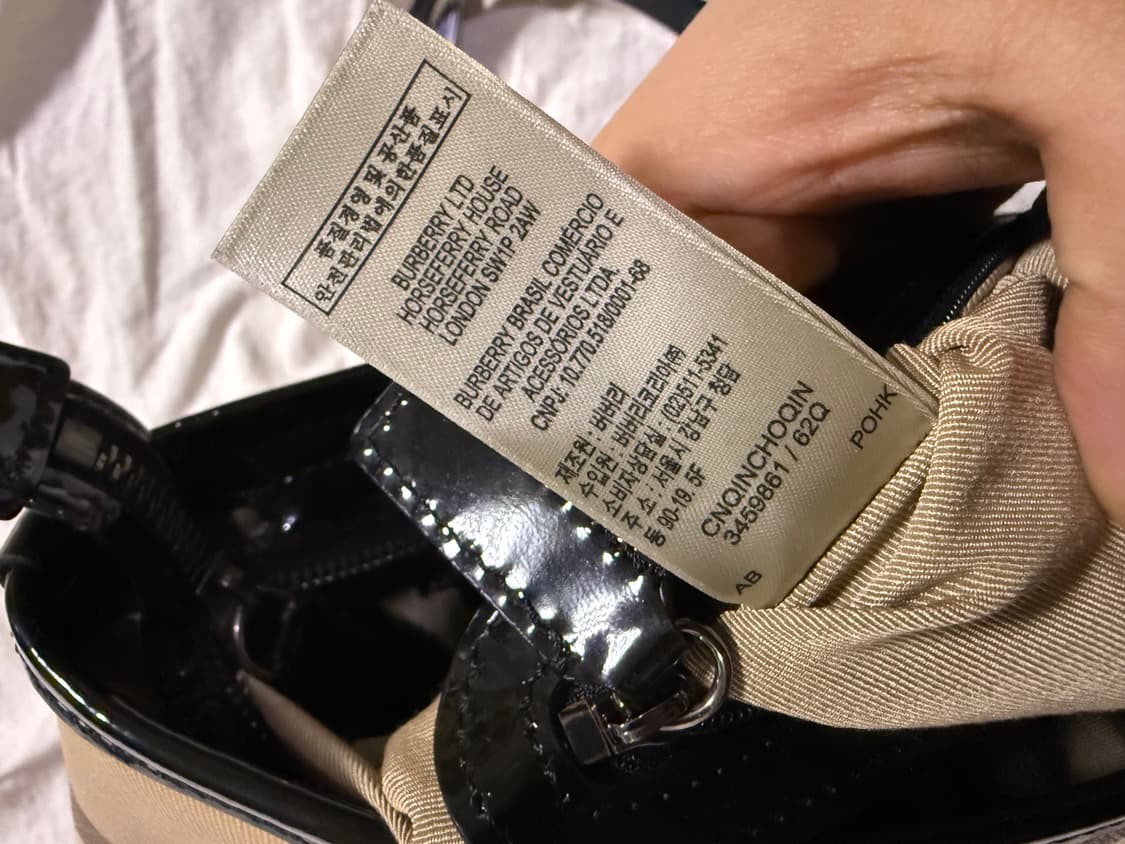 품질경영 및 공산품
안전관리법에의한품질표시
BURBERRY LTD
HORSEFERRY HOUSE
HORSEFERRY ROAD
LONDON SW1P 2AW
BURBERRY BRASIL COMERCIO
DE ARTIGOS DE VESTUARIO E
ACESSORIOS LTDA.
CNPJ. 10.770.518/0001-68
제조원 : 버버리
수입원 : 버버리코리아㈜
소비자상담실 : (02)511-5341
주 소 : 서울시 강남구 청담
동 90-19. 5F
CNQINCHOQIN
3459861 / 62Q
AB
POHK